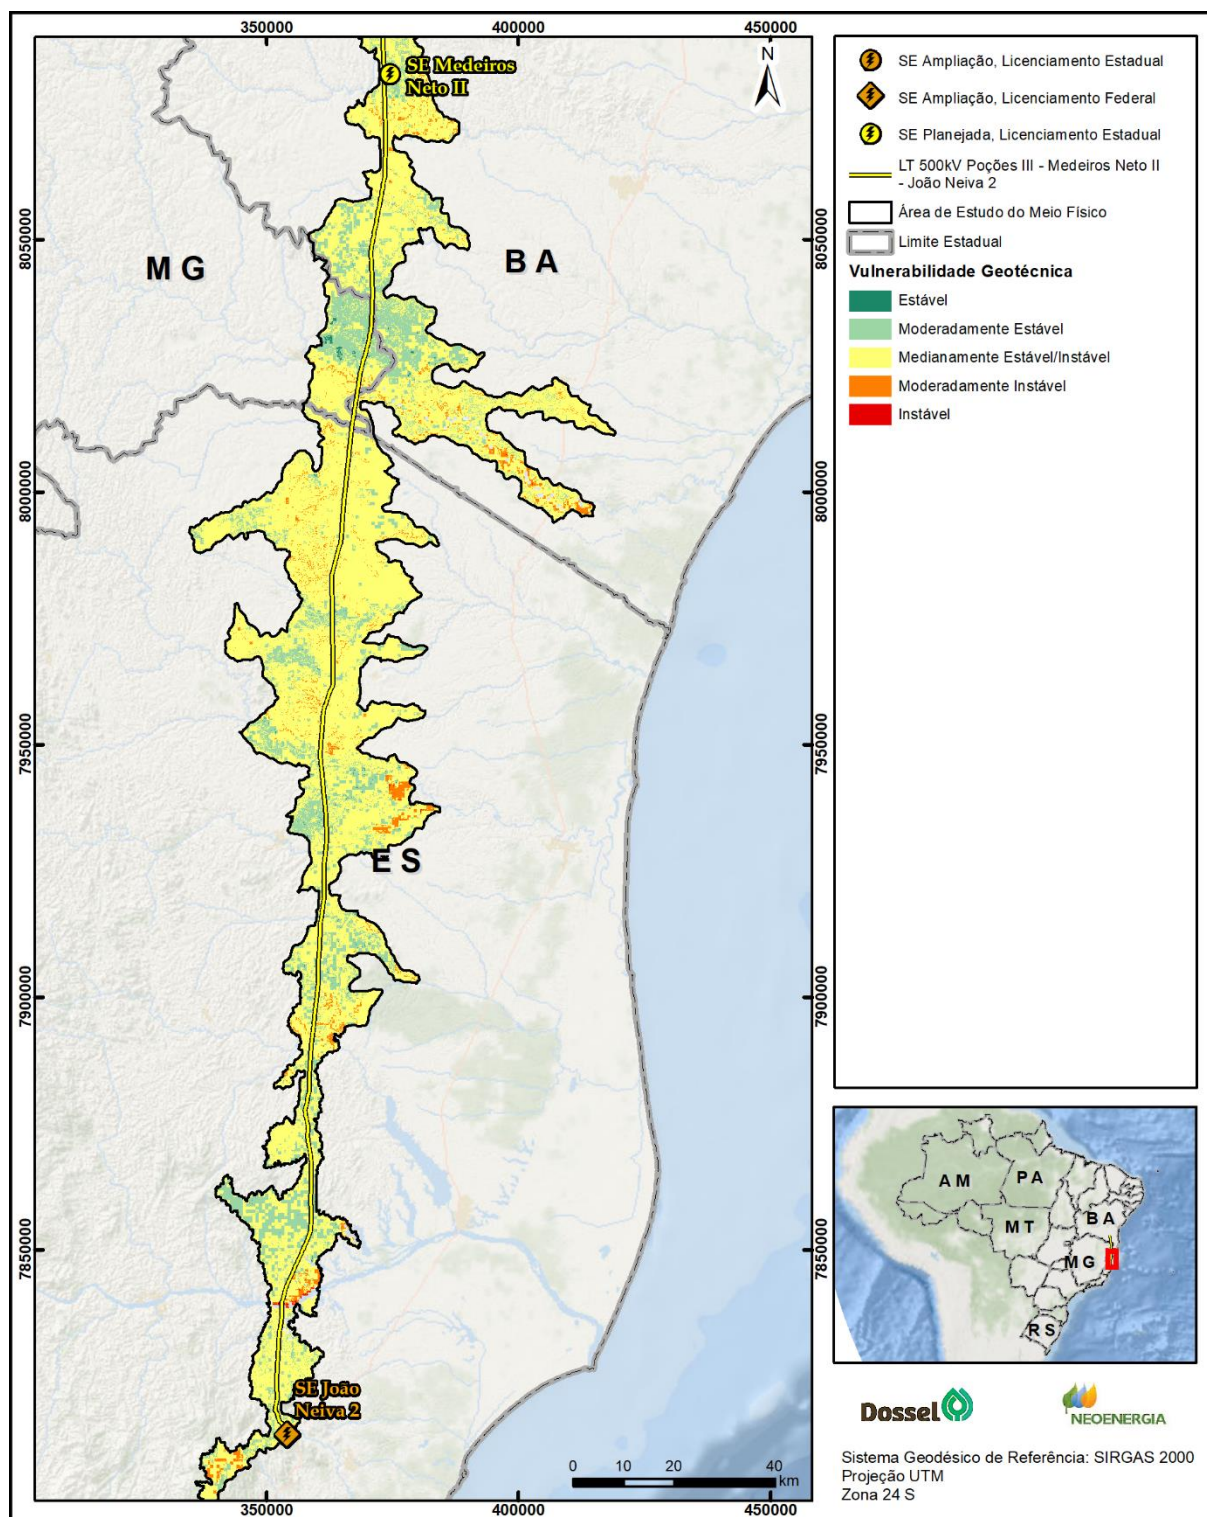 350000
400000
450000
SE Medeiros
Neto II
N
M G
B A
E S
SE João
Neiva 2
8050000
8000000
7950000
7900000
7850000
8050000
8000000
7950000
7900000
7850000
0
10
20
40
km
350000
400000
450000
SE Ampliação, Licenciamento Estadual
SE Ampliação, Licenciamento Federal
SE Planejada, Licenciamento Estadual
LT 500kV Poções III - Medeiros Neto II
- João Neiva 2
Área de Estudo do Meio Físico
Limite Estadual
Vulnerabilidade Geotécnica
Estável
Moderadamente Estável
Medianamente Estável/Instável
Moderadamente Instável
Instável
A M
P A
M T
B A
M G
R S
Dossel
NEOENERGIA
Sistema Geodésico de Referência: SIRGAS 2000
Projeção UTM
Zona 24 S